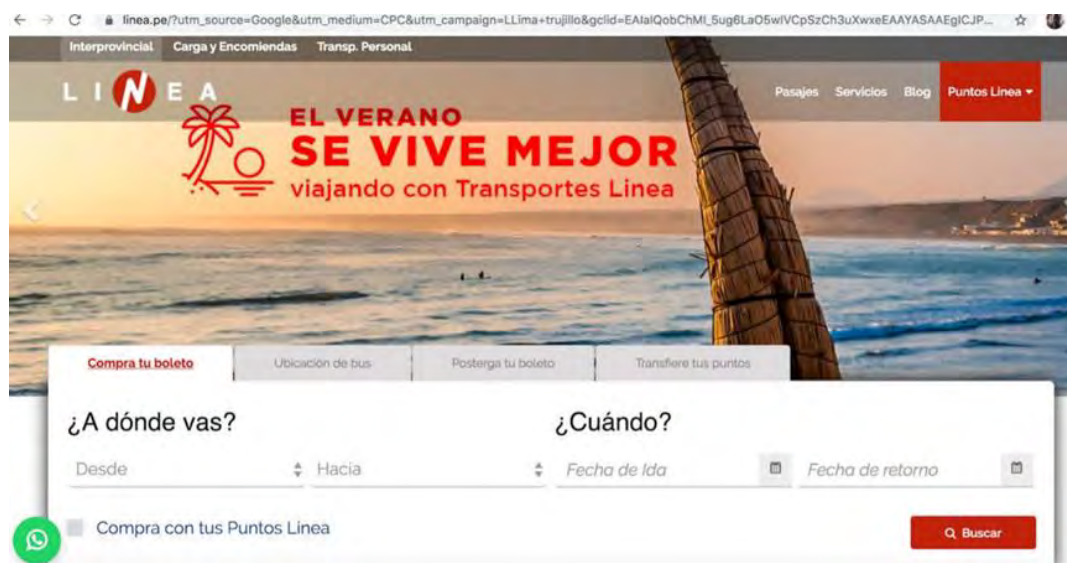 linea.pe/?utm_source=Google&utm_medium=CPC&utm_campaign=LLima+trujillo&gclid=EAIaIQobChMI_5ug6LaO5wIVCpSzCh3uXwxeEAAYASAAEgICJP...
Interprovincial Carga y Encomiendas Transp. Personal
LINEA
Pasajes Servicios Blog Puntos Linea
EL VERANO
SE VIVE MEJOR
viajando con Transportes Linea
Compra tu boleto Ubicación de bus Posterga tu boleto Transfiere tus puntos
¿A dónde vas? ¿Cuándo?
Desde Hacia Fecha de Ida Fecha de retorno
Compra con tus Puntos Linea
Buscar